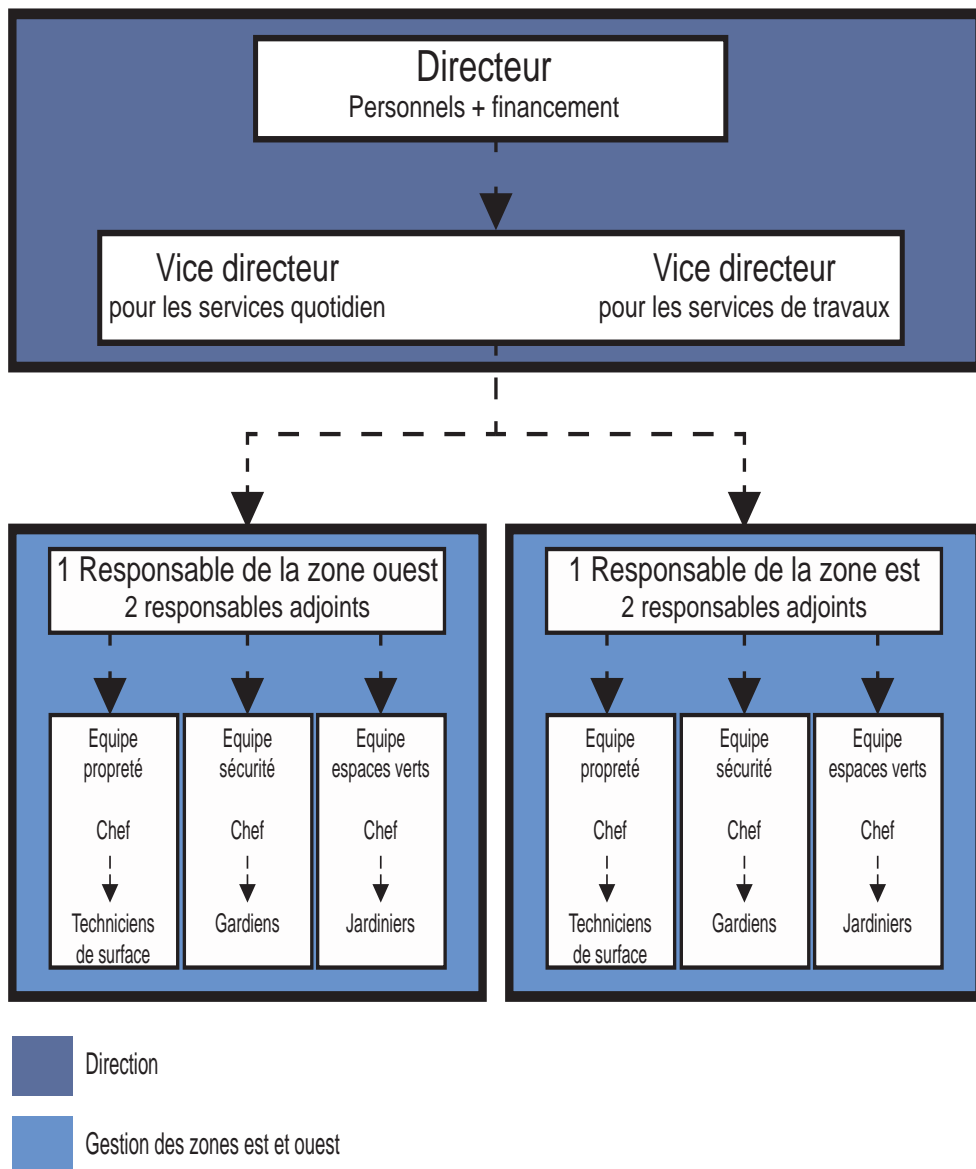 Directeur
Personnels + financement
Vice directeur
pour les services quotidien
Vice directeur
pour les services de travaux
1 Responsable de la zone ouest
2 responsables adjoints
Equipe
propreté
Chef
Techniciens
de surface
Equipe
sécurité
Chef
Gardiens
Equipe
espaces verts
Chef
Jardiniers
1 Responsable de la zone est
2 responsables adjoints
Equipe
propreté
Chef
Techniciens
de surface
Equipe
sécurité
Chef
Gardiens
Equipe
espaces verts
Chef
Jardiniers
Direction
Gestion des zones est et ouest